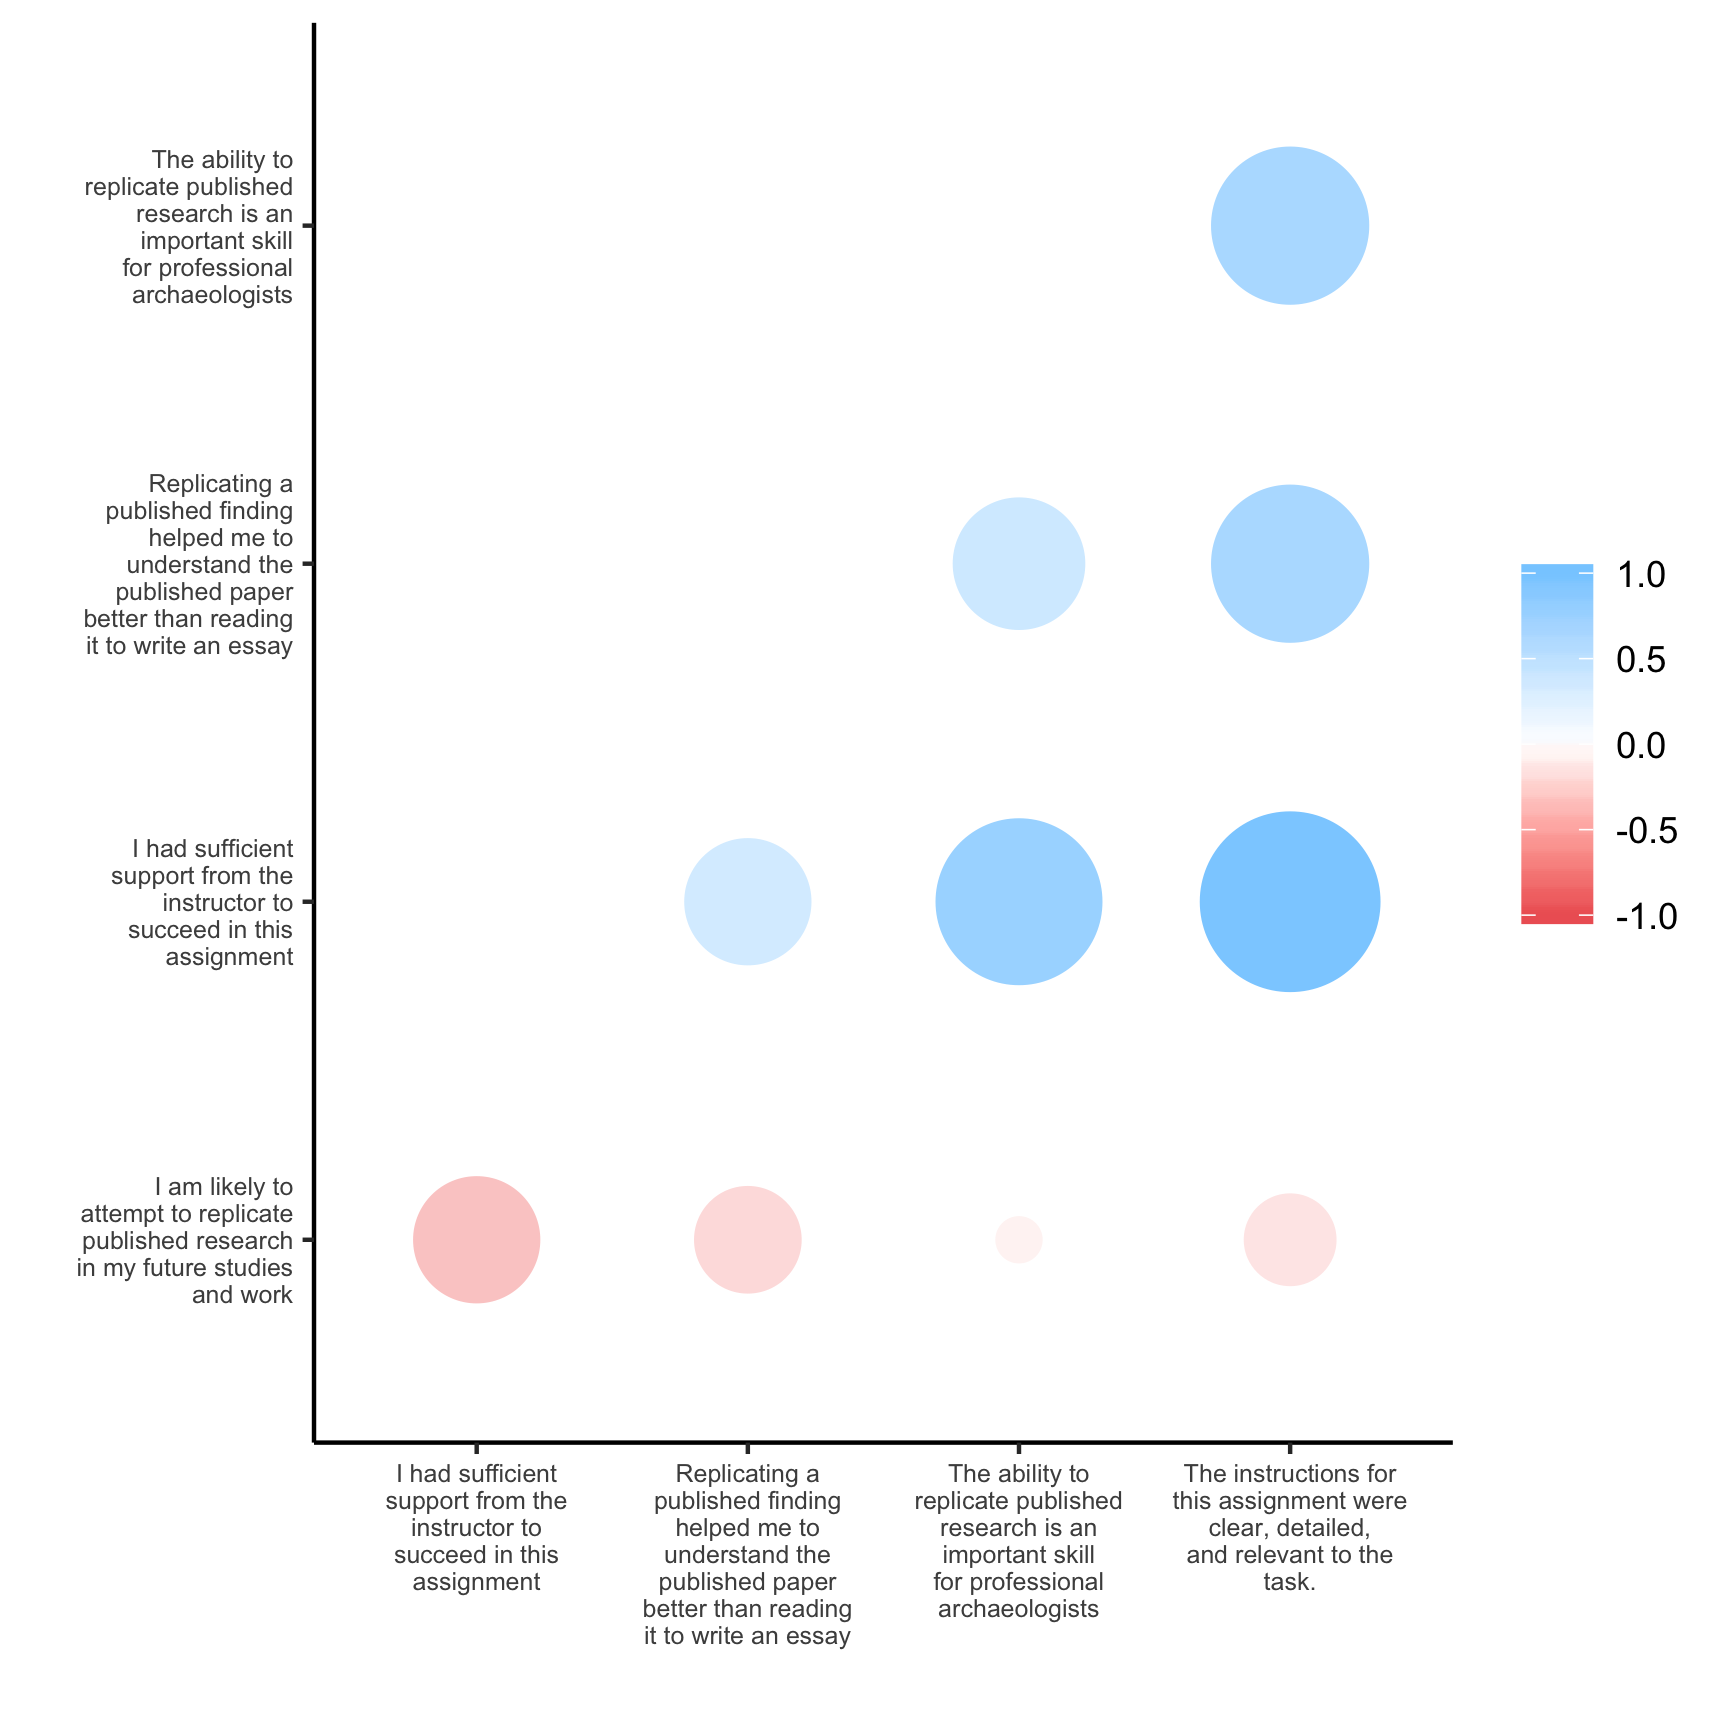 The ability to
replicate published
research is an
important skill
for professional
archaeologists
Replicating a
published finding
helped me to
understand the
published paper
better than reading
it to write an essay
I had sufficient
support from the
instructor to
succeed in this
assignment
I am likely to
attempt to replicate
published research
in my future studies
and work
I had sufficient
support from the
instructor to
succeed in this
assignment
Replicating a
published finding
helped me to
understand the
published paper
better than reading
it to write an essay
The ability to
replicate published
research is an
important skill
for professional
archaeologists
The instructions for
this assignment were
clear, detailed,
and relevant to the
task.
1.0
0.5
0.0
-0.5
-1.0